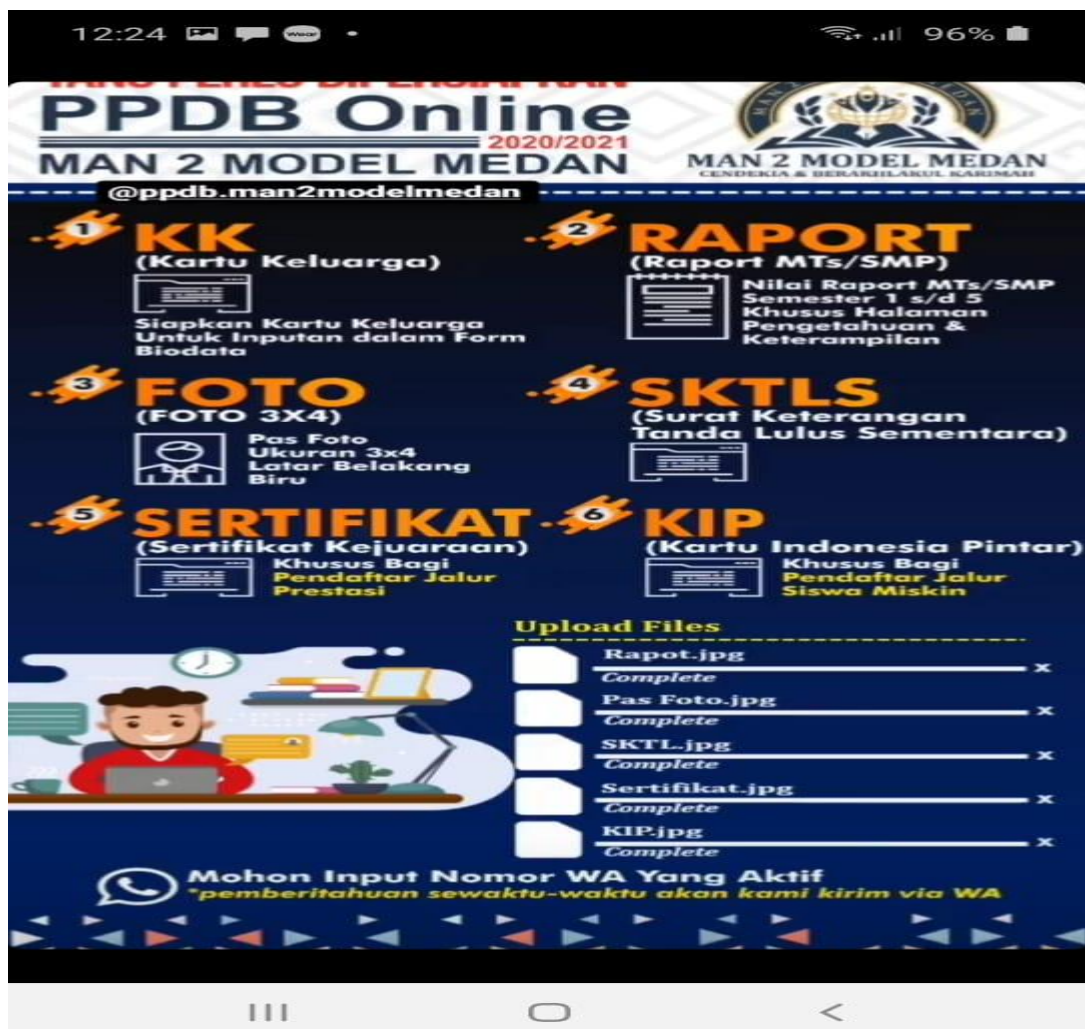 12:24
96%
YANG PERLU DIPERSIAPKAN
PPDB Online
2020/2021
MAN 2 MODEL MEDAN
@ppdb.man2modelmedan
MAN 2 MODEL MEDAN
CENDEKIA & BERAKHLAKUL KARIMAH
1 KK
(Kartu Keluarga)
Siapkan Kartu Keluarga
Untuk Inputan dalam Form
Biodata
2 RAPORT
(Raport MTs/SMP)
Nilai Raport MTs/SMP
Semester 1 s/d 5
Khusus Halaman
Pengetahuan &
Keterampilan
3 FOTO
(FOTO 3X4)
Pas Foto
Ukuran 3x4
Latar Belakang
Biru
4 SKTLS
(Surat Keterangan
Tanda Lulus Sementara)
5 SERTIFIKAT
(Sertifikat Kejuaraan)
Khusus Bagi
Pendaftar Jalur
Prestasi
6 KIP
(Kartu Indonesia Pintar)
Khusus Bagi
Pendaftar Jalur
Siswa Miskin
Upload Files
Rapot.jpg
x
Complete
Pas Foto.jpg
x
Complete
SKTL.jpg
x
Complete
Sertifikat.jpg
x
Complete
KIP.jpg
x
Complete
Mohon Input Nomor WA Yang Aktif
*pemberitahuan sewaktu-waktu akan kami kirim via WA